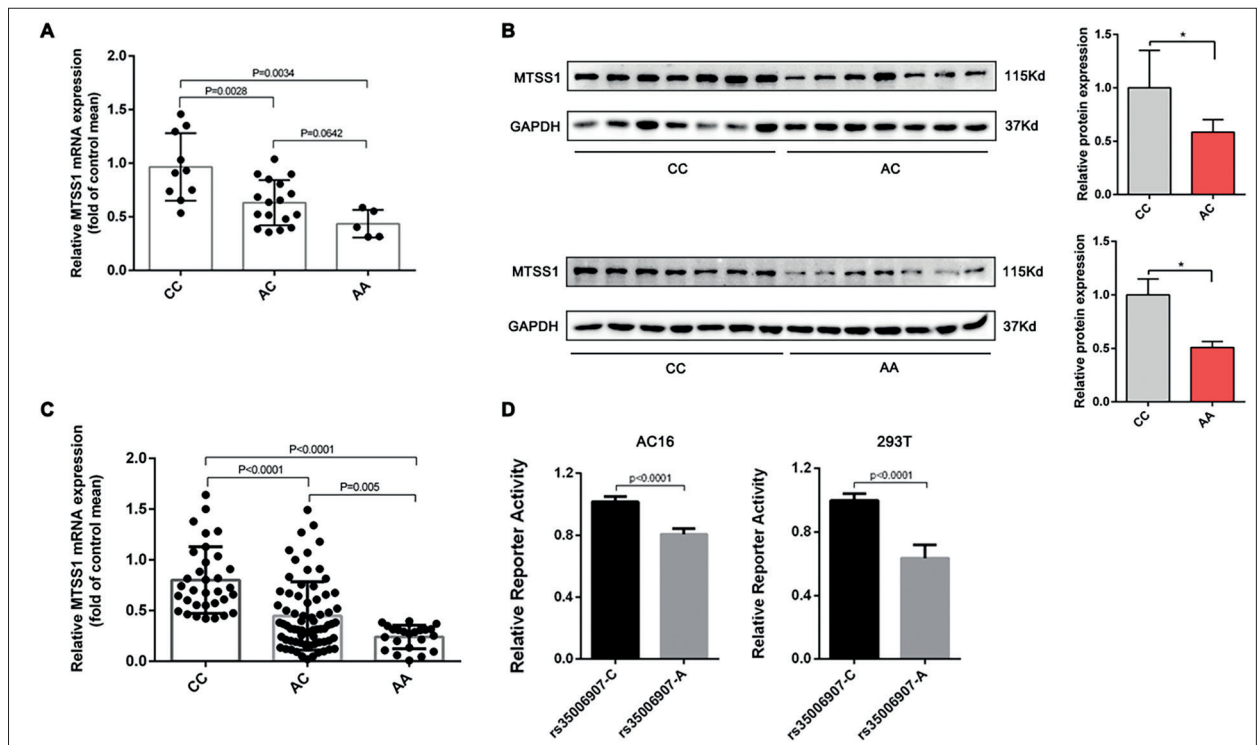 A
Relative MTSS1 mRNA expression
(fold of control mean)
2.0
1.5
1.0
0.5
0.0
P=0.0034
P=0.0028
P=0.0642
CC
AC
AA
B
MTSS1
115Kd
GAPDH
37Kd
CC
AC
MTSS1
115Kd
GAPDH
37Kd
CC
AA
Relative protein expression
1.5
1.0
0.5
0.0
*
CC
AC
Relative protein expression
1.5
1.0
0.5
0.0
*
CC
AA
C
Relative MTSS1 mRNA expression
(fold of control mean)
2.0
1.5
1.0
0.5
0.0
P<0.0001
P<0.0001
P=0.005
CC
AC
AA
D
AC16
Relative Reporter Activity
1.2
0.8
0.4
0.0
p<0.0001
rs35006907-C
rs35006907-A
293T
Relative Reporter Activity
1.2
0.8
0.4
0.0
p<0.0001
rs35006907-C
rs35006907-A